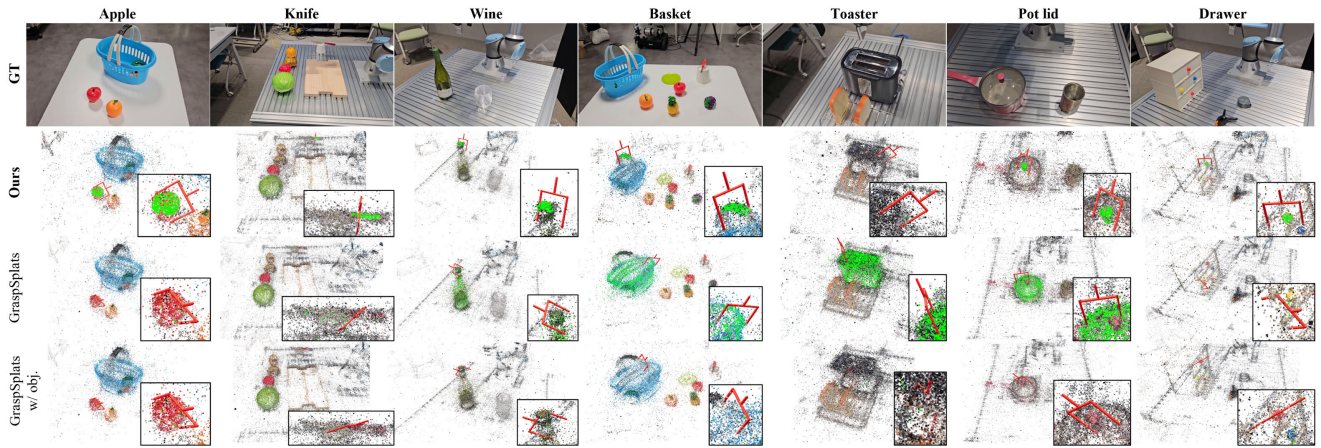 Apple Knife Wine Basket Toaster Pot lid Drawer
GT
Ours
GraspSplats
GraspSplats
w/ obj.